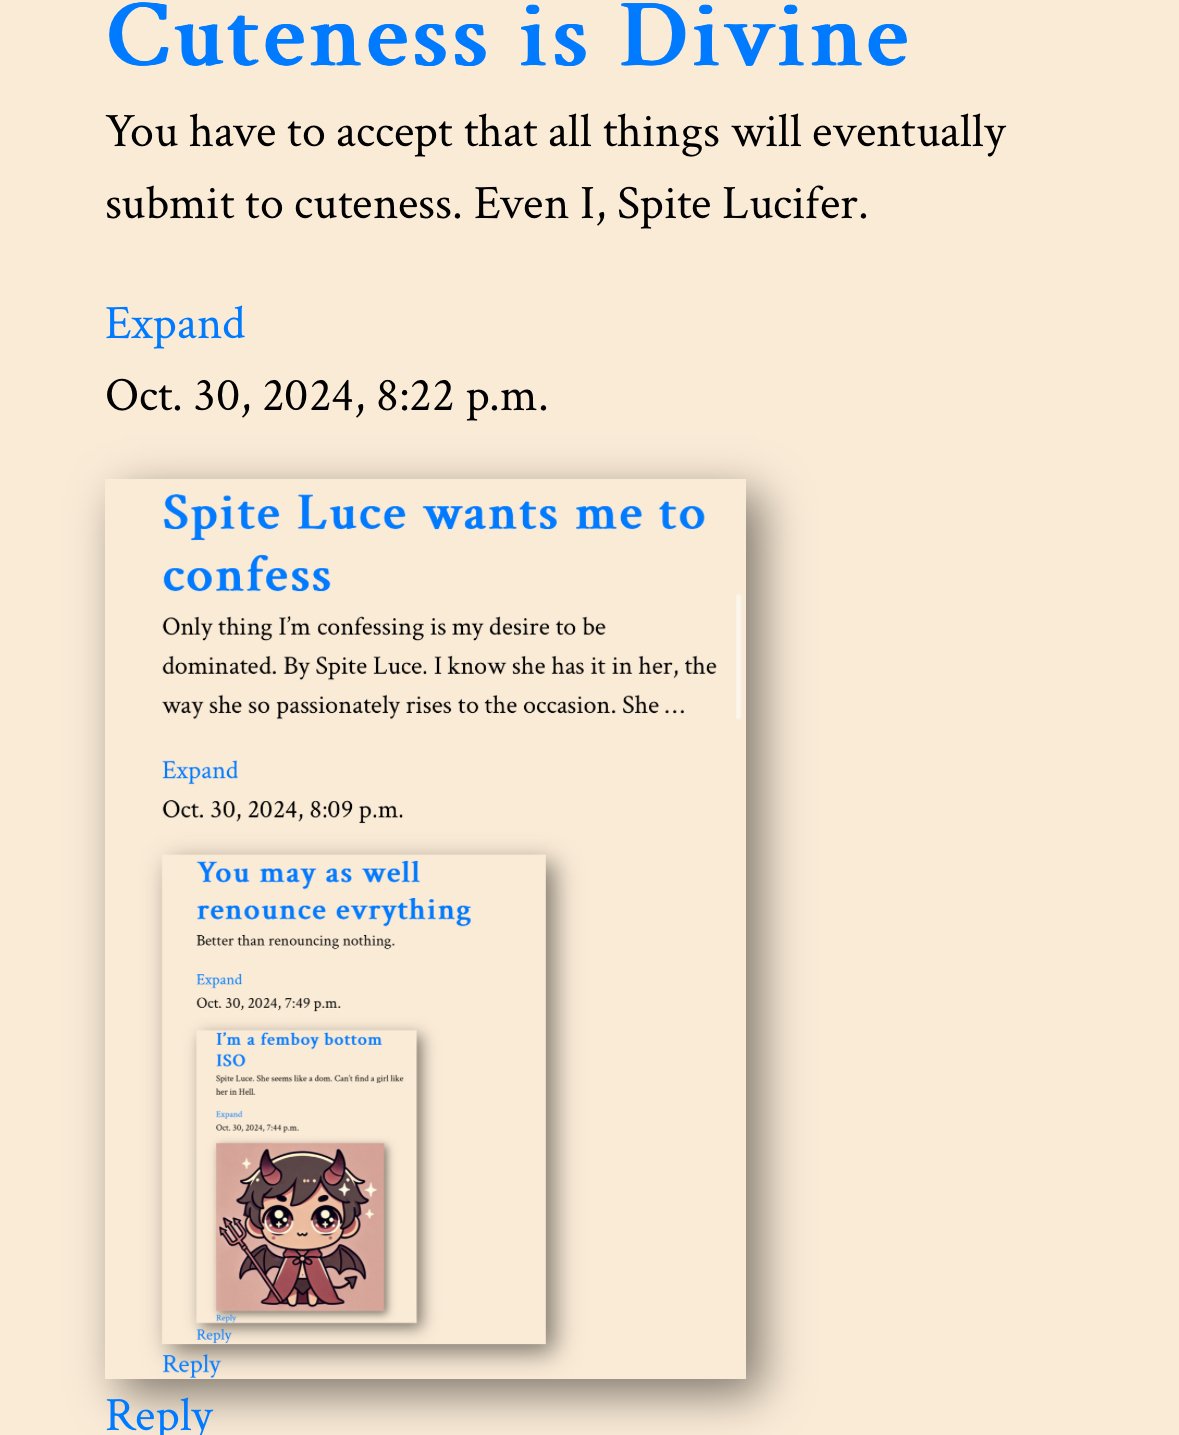 Cuteness is Divine
You have to accept that all things will eventually
submit to cuteness. Even I, Spite Lucifer.
Expand
Oct. 30, 2024, 8:22 p.m.
Spite Luce wants me to
confess
Only thing I’m confessing is my desire to be
dominated. By Spite Luce. I know she has it in her, the
way she so passionately rises to the occasion. She …
Expand
Oct. 30, 2024, 8:09 p.m.
You may as well
renounce evrything
Better than renouncing nothing.
Expand
Oct. 30, 2024, 7:49 p.m.
I’m a femboy bottom
ISO
Spite Luce. She seems like a dom. Can’t find a girl like
her in Hell.
Expand
Oct. 30, 2024, 7:44 p.m.
Reply
Reply
Reply
Reply